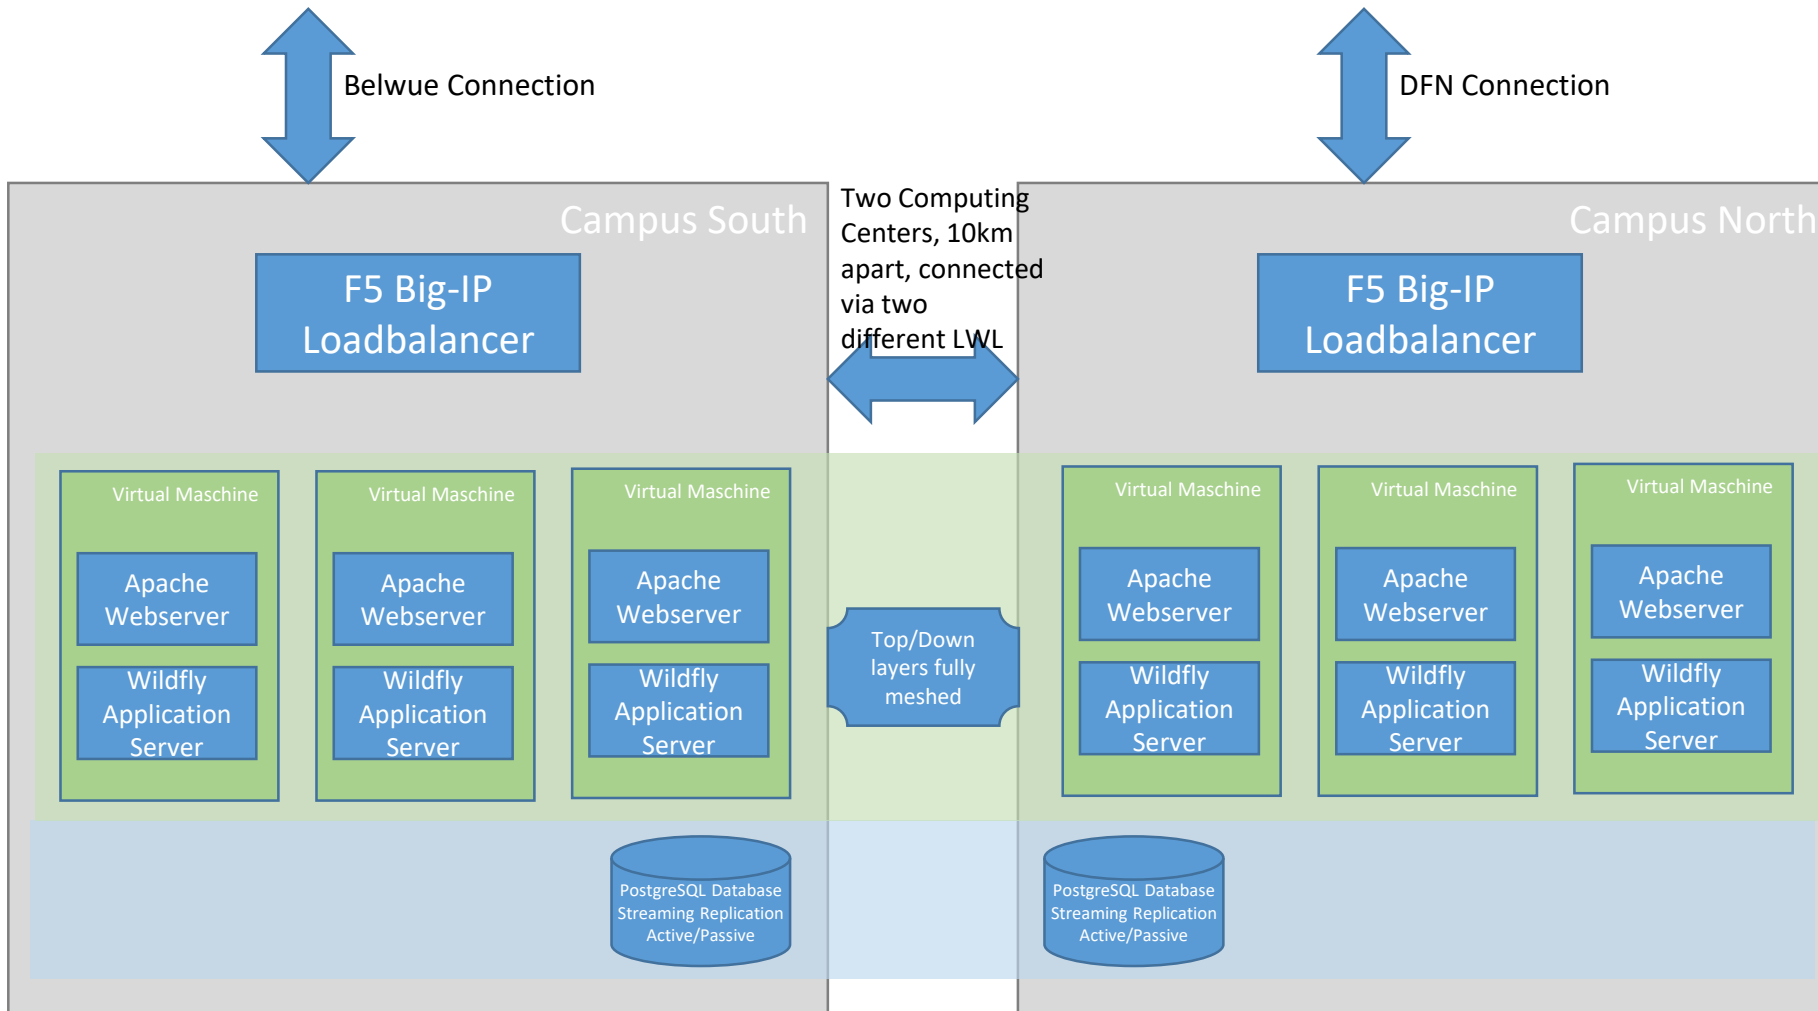 Belwue Connection
DFN Connection
Campus South
Two Computing
Centers, 10km
apart, connected
via two
different LWL
Campus North
F5 Big-IP
Loadbalancer
F5 Big-IP
Loadbalancer
Virtual Maschine
Apache
Webserver
Wildfly
Application
Server
Virtual Maschine
Apache
Webserver
Wildfly
Application
Server
Virtual Maschine
Apache
Webserver
Wildfly
Application
Server
Top/Down
layers fully
meshed
Virtual Maschine
Apache
Webserver
Wildfly
Application
Server
Virtual Maschine
Apache
Webserver
Wildfly
Application
Server
Virtual Maschine
Apache
Webserver
Wildfly
Application
Server
PostgreSQL Database
Streaming Replication
Active/Passive
PostgreSQL Database
Streaming Replication
Active/Passive